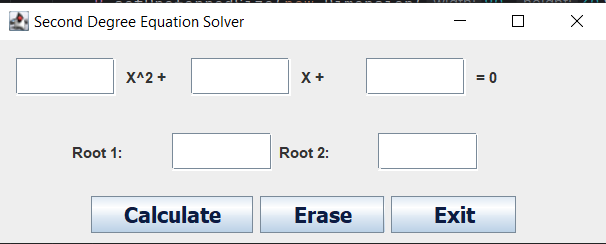 Second Degree Equation Solver
X^2 + X + = 0
Root 1: Root 2:
Calculate Erase Exit